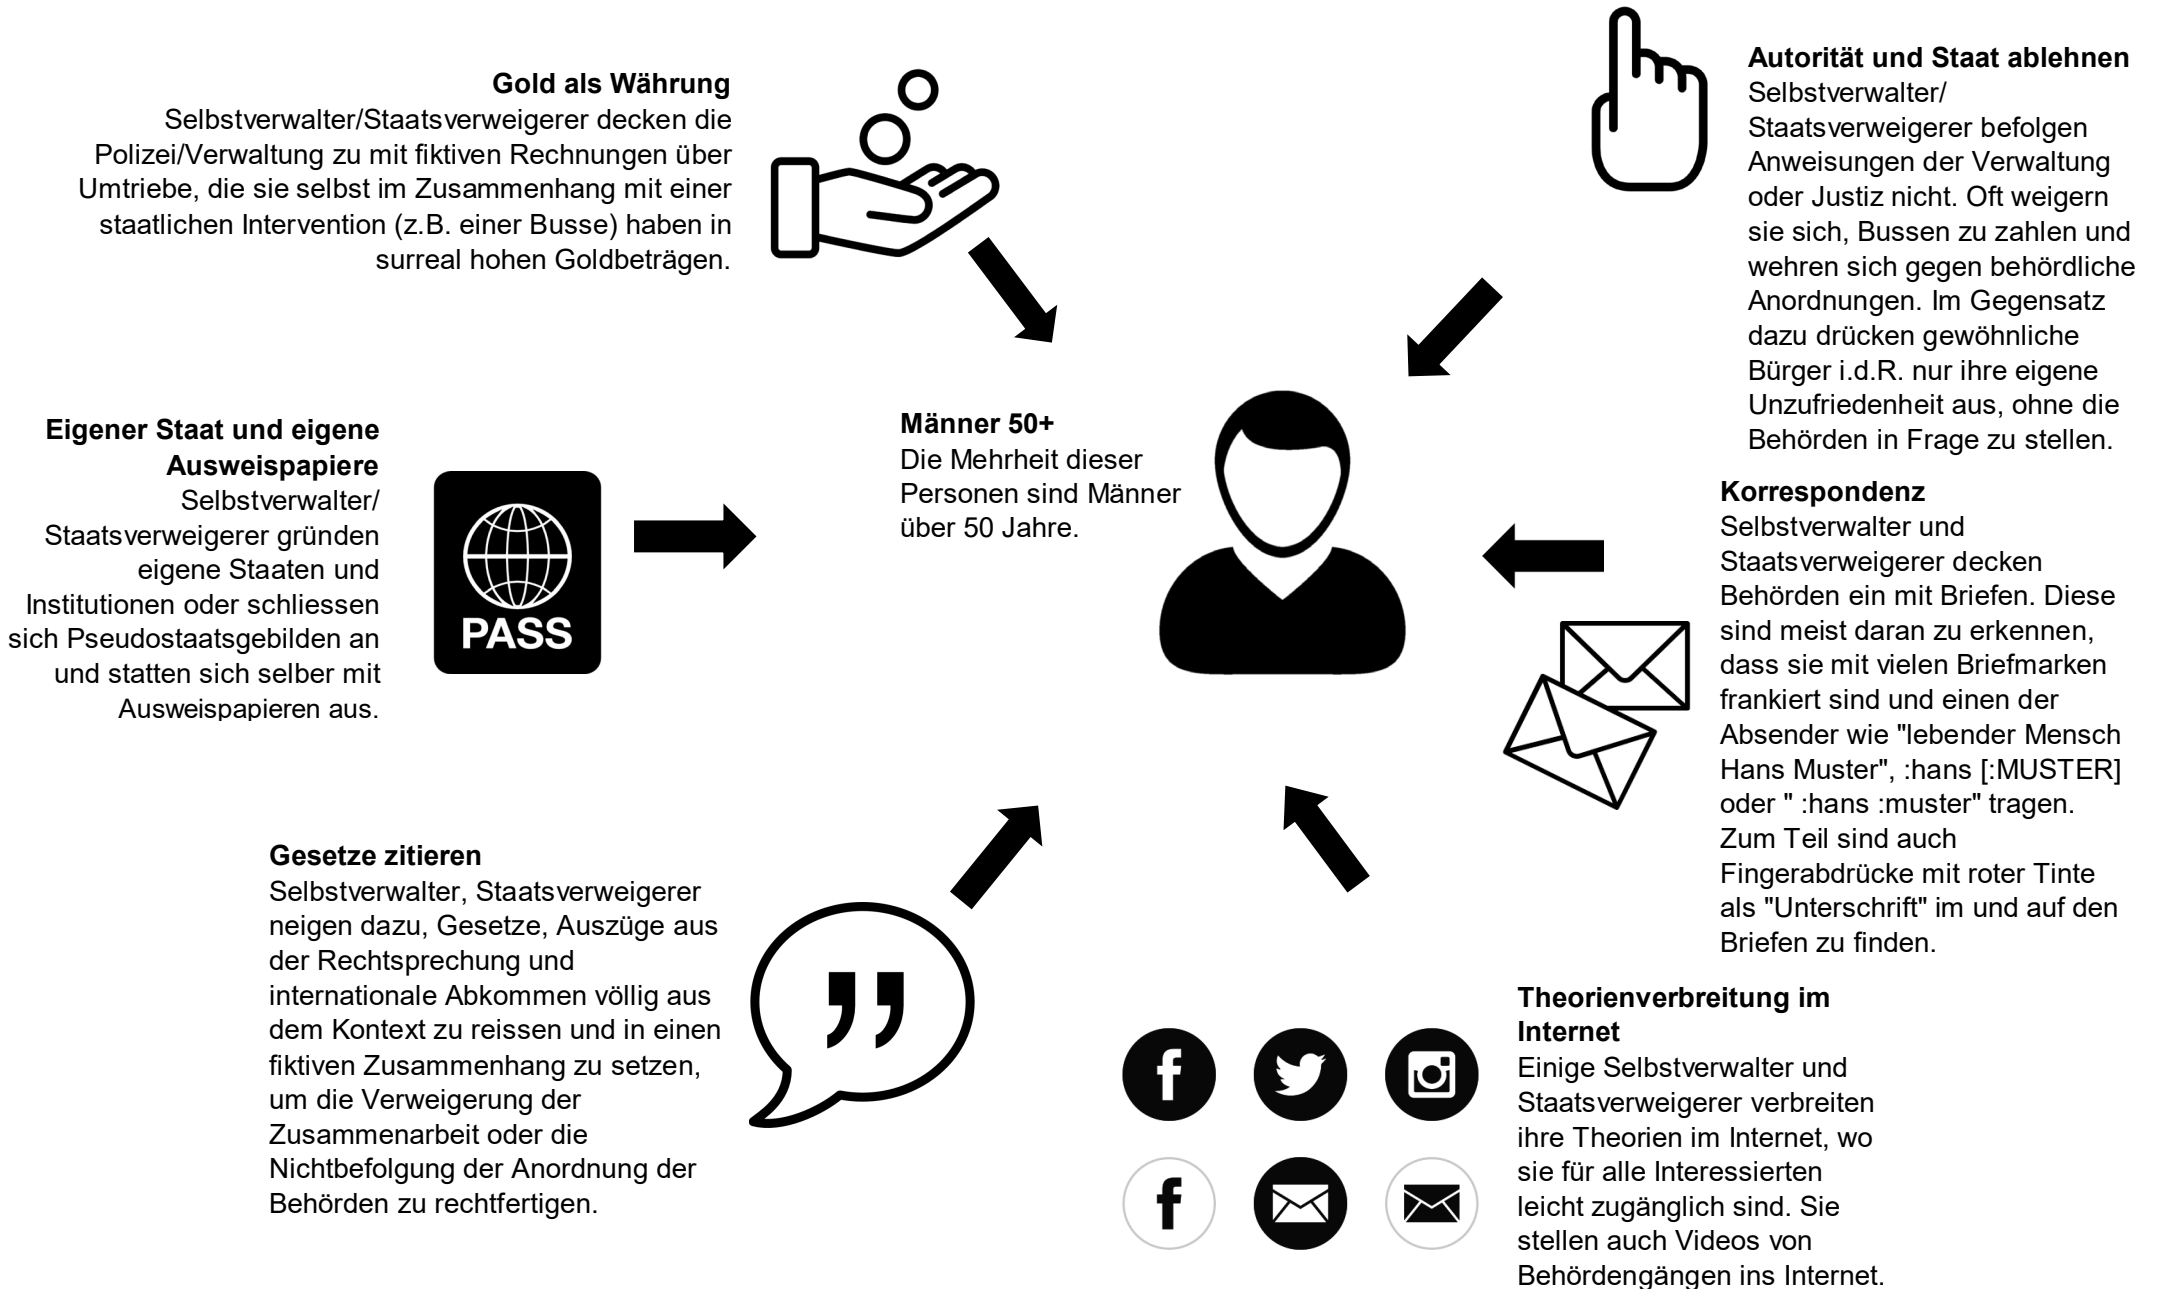 Gold als Währung
Selbstverwalter/Staatsverweigerer decken die
Polizei/Verwaltung zu mit fiktiven Rechnungen über
Umtriebe, die sie selbst im Zusammenhang mit einer
staatlichen Intervention (z.B. einer Busse) haben in
surreal hohen Goldbeträgen.
Autorität und Staat ablehnen
Selbstverwalter/
Staatsverweigerer befolgen
Anweisungen der Verwaltung
oder Justiz nicht. Oft weigern
sie sich, Bussen zu zahlen und
wehren sich gegen behördliche
Anordnungen. Im Gegensatz
dazu drücken gewöhnliche
Bürger i.d.R. nur ihre eigene
Unzufriedenheit aus, ohne die
Behörden in Frage zu stellen.
Eigener Staat und eigene
Ausweispapiere
Selbstverwalter/
Staatsverweigerer gründen
eigene Staaten und
Institutionen oder schliessen
sich Pseudostaatsgebilden an
und statten sich selber mit
Ausweispapieren aus.
PASS
Männer 50+
Die Mehrheit dieser
Personen sind Männer
über 50 Jahre.
Korrespondenz
Selbstverwalter und
Staatsverweigerer decken
Behörden ein mit Briefen. Diese
sind meist daran zu erkennen,
dass sie mit vielen Briefmarken
frankiert sind und einen der
Absender wie "lebender Mensch
Hans Muster", :hans [:MUSTER]
oder " :hans :muster" tragen.
Zum Teil sind auch
Fingerabdrücke mit roter Tinte
als "Unterschrift" im und auf den
Briefen zu finden.
Gesetze zitieren
Selbstverwalter, Staatsverweigerer
neigen dazu, Gesetze, Auszüge aus
der Rechtsprechung und
internationale Abkommen völlig aus
dem Kontext zu reissen und in einen
fiktiven Zusammenhang zu setzen,
um die Verweigerung der
Zusammenarbeit oder die
Nichtbefolgung der Anordnung der
Behörden zu rechtfertigen.
Theorienverbreitung im
Internet
Einige Selbstverwalter und
Staatsverweigerer verbreiten
ihre Theorien im Internet, wo
sie für alle Interessierten
leicht zugänglich sind. Sie
stellen auch Videos von
Behördengängen ins Internet.